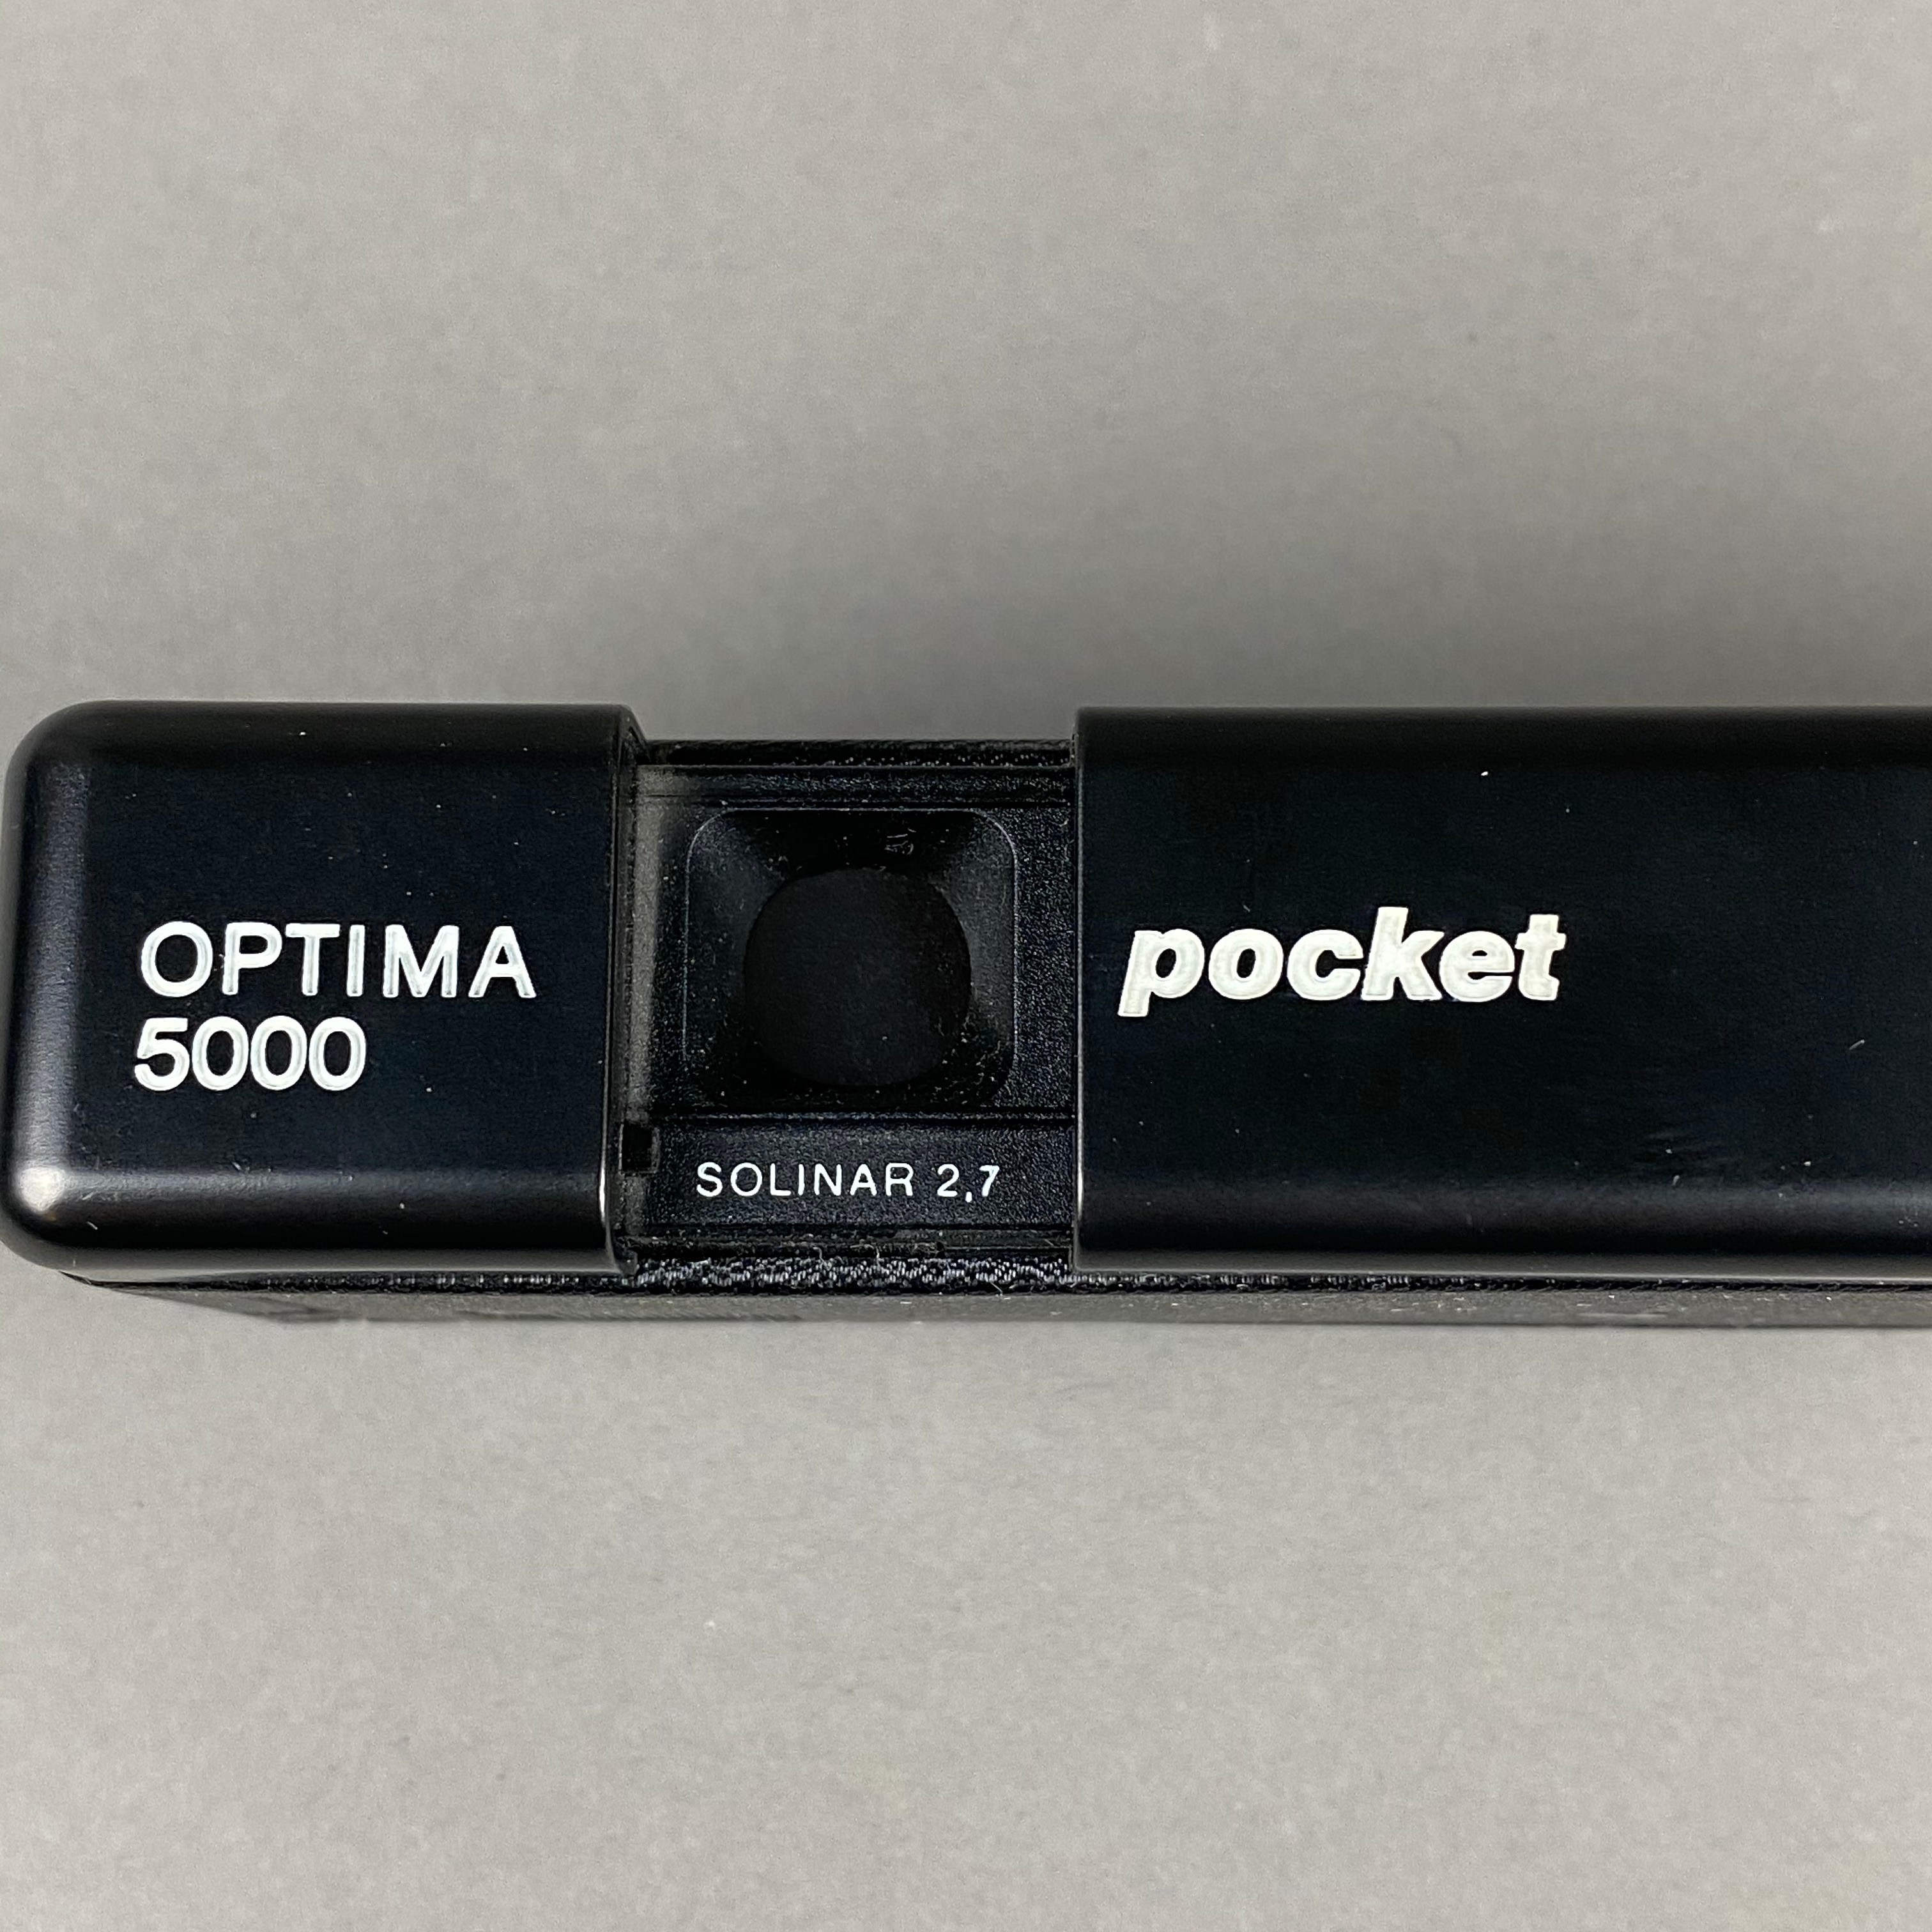 OPTIMA
5000
SOLINAR 2,7
pocket